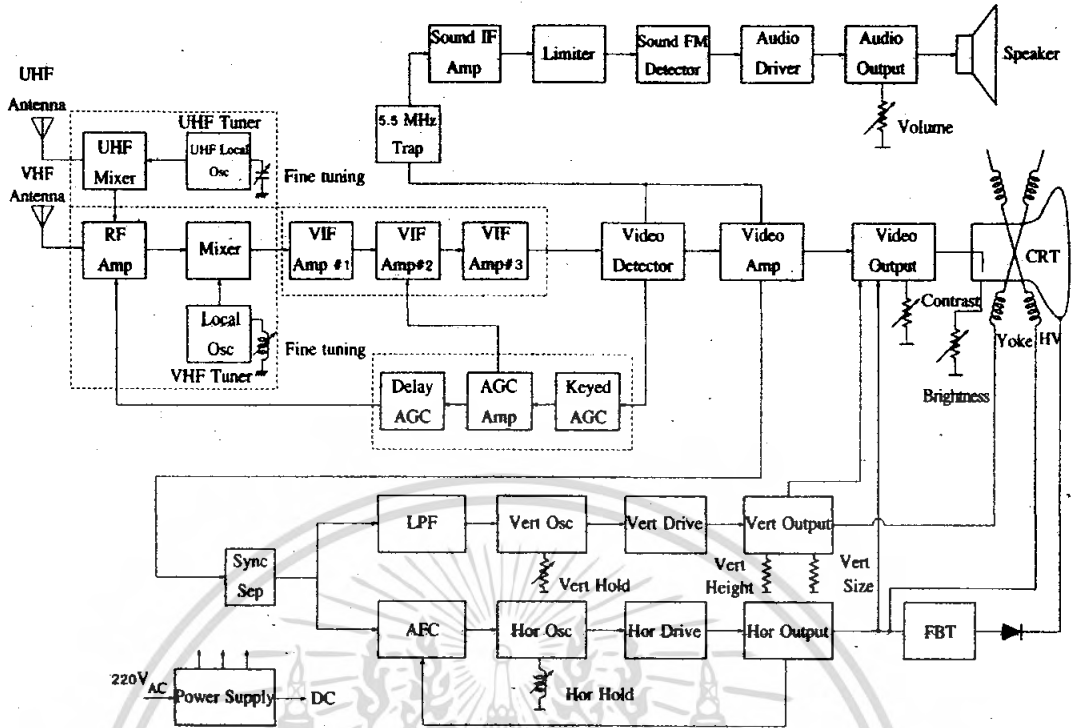 Sound IF
Amp
Limiter
Sound FM
Detector
Audio
Driver
Audio
Output
Speaker
Volume
5.5 MHz
Trap
UHF
Antenna
VHF
Antenna
UHF Tuner
UHF
Mixer
UHF Local
Osc
Fine tuning
RF
Amp
Mixer
Local
Osc
Fine tuning
VHF Tuner
VIF
Amp #1
VIF
Amp#2
VIF
Amp#3
Video
Detector
Video
Amp
Video
Output
Contrast
Brightness
CRT
Yoke
HV
Delay
AGC
AGC
Amp
Keyed
AGC
Sync
Sep
LPF
Vert Osc
Vert Drive
Vert Output
Vert Hold
Vert
Height
Vert
Size
AFC
Hor Osc
Hor Drive
Hor Output
FBT
Hor Hold
220V AC
Power Supply
DC